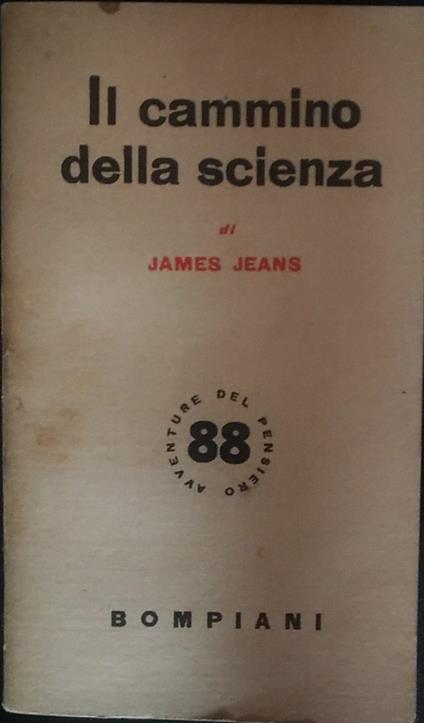 Il cammino
della scienza
di
JAMES JEANS
AVVENTURE DEL PENSIERO
88
BOMPIANI